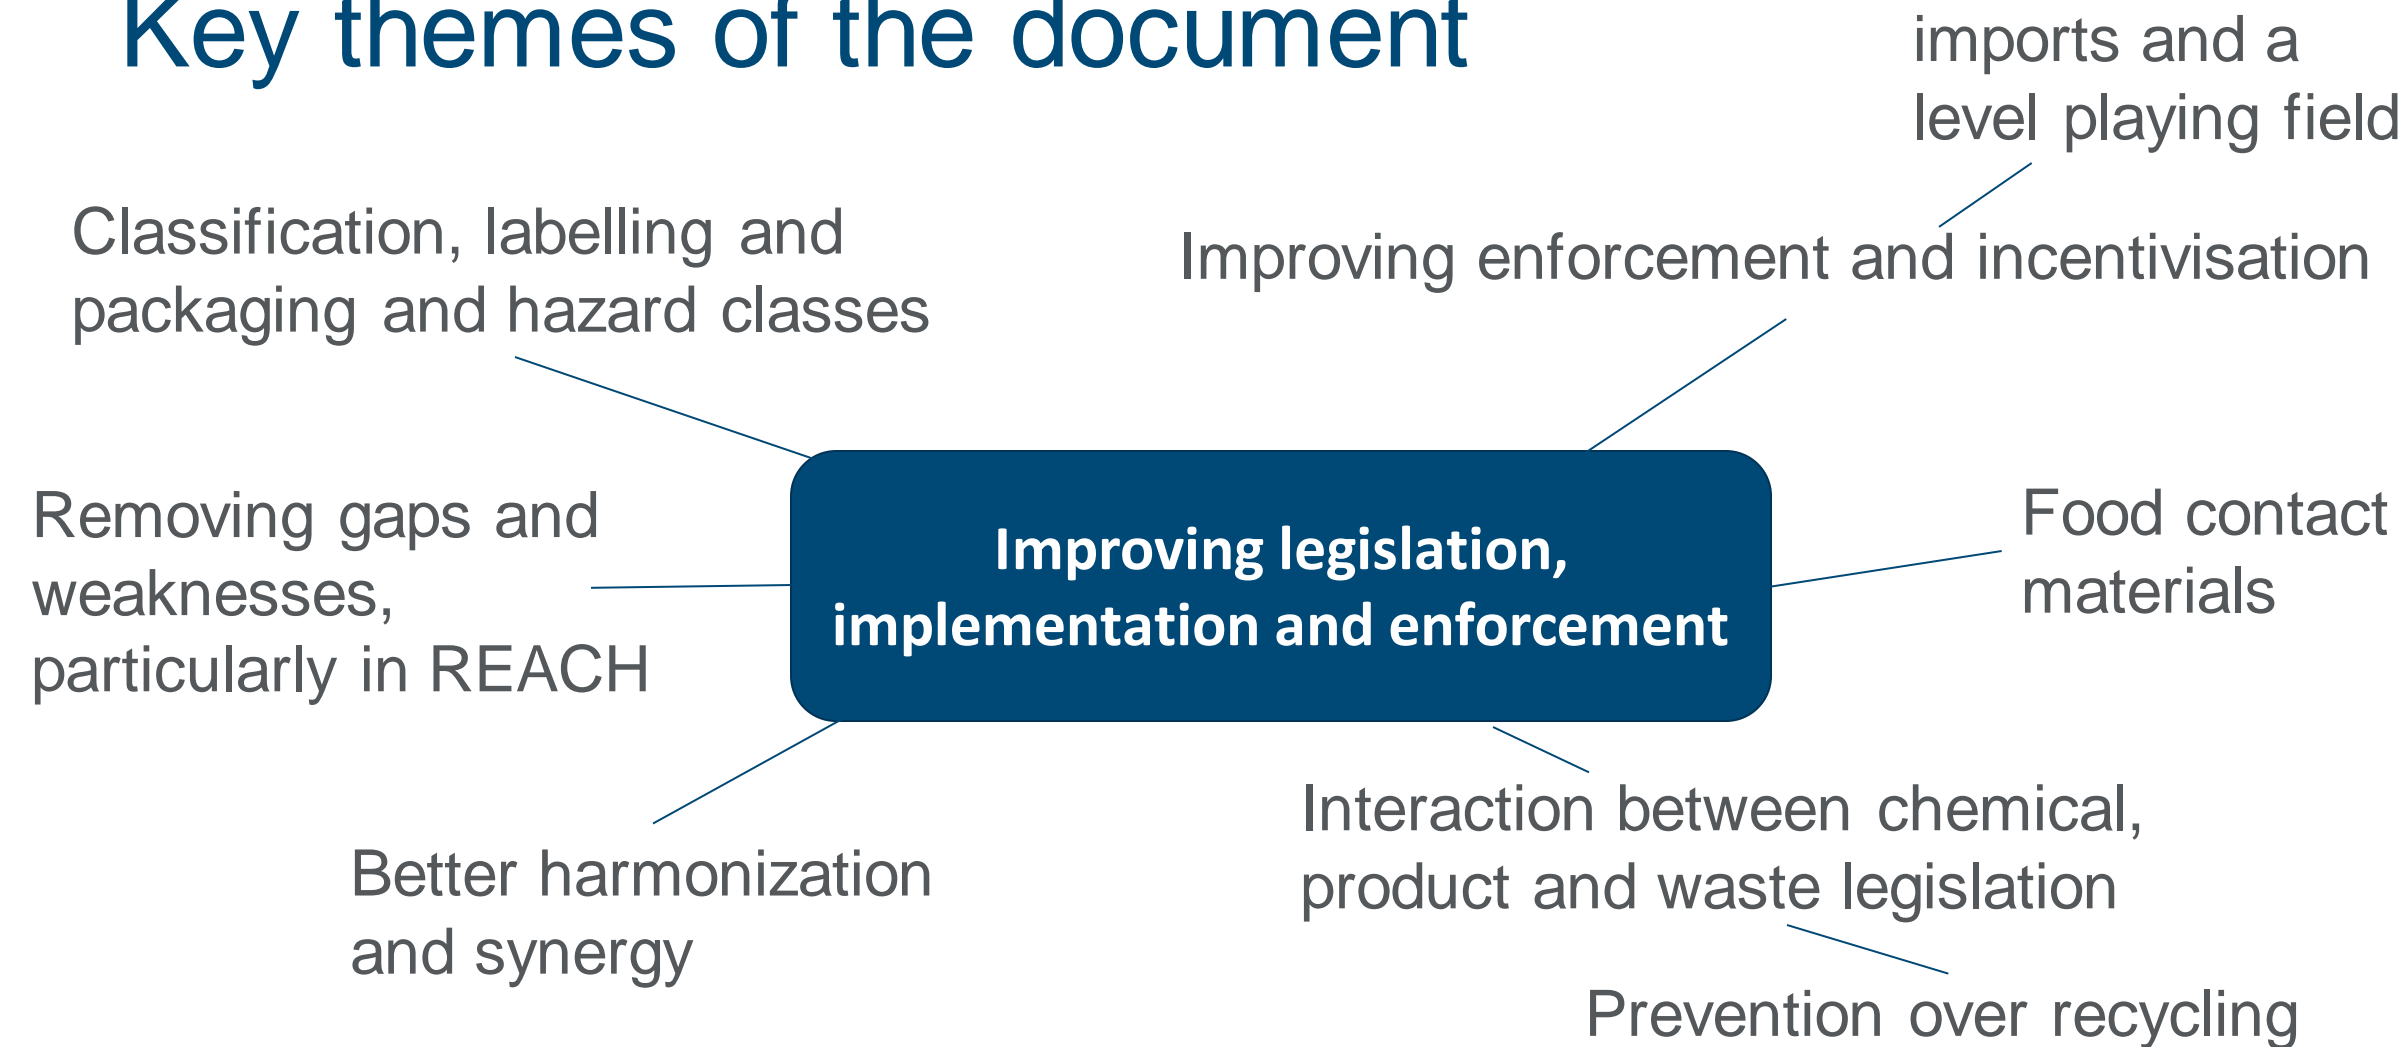 Key themes of the document
imports and a
level playing field
Classification, labelling and
packaging and hazard classes
Improving enforcement and incentivisation
Removing gaps and
weaknesses,
particularly in REACH
Improving legislation,
implementation and enforcement
Food contact
materials
Better harmonization
and synergy
Interaction between chemical,
product and waste legislation
Prevention over recycling